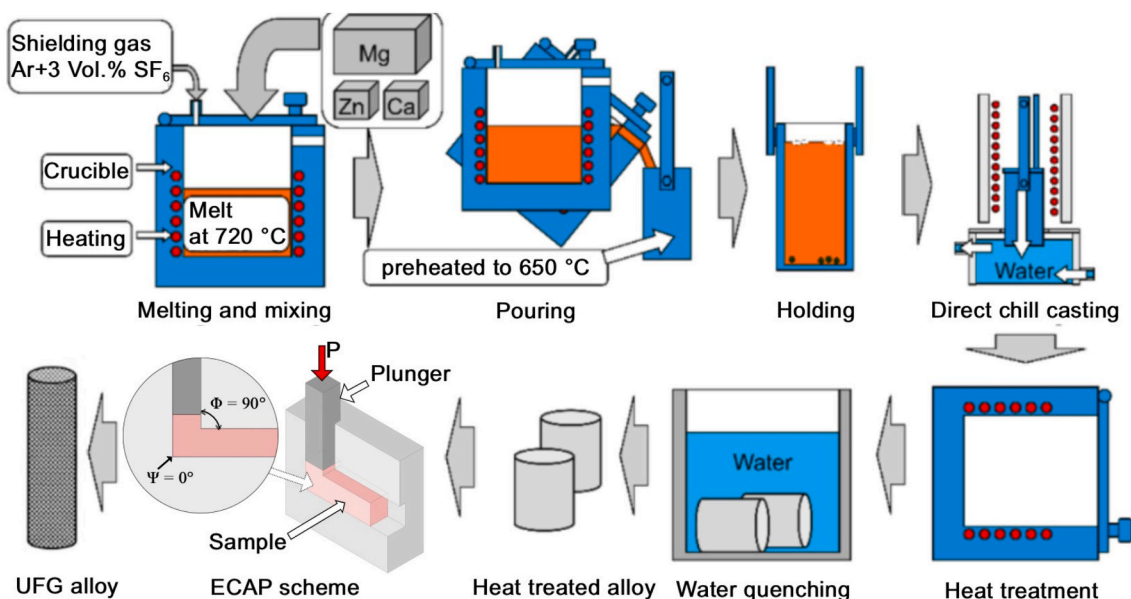 Shielding gas
Ar+3 Vol.% SF₆
Mg
Zn
Ca
Crucible
Heating
Melt
at 720 °C
preheated to 650 °C
Water
Melting and mixing
Pouring
Holding
Direct chill casting
P
Plunger
Φ = 90°
Ψ = 0°
Sample
Water
UFG alloy
ECAP scheme
Heat treated alloy
Water quenching
Heat treatment